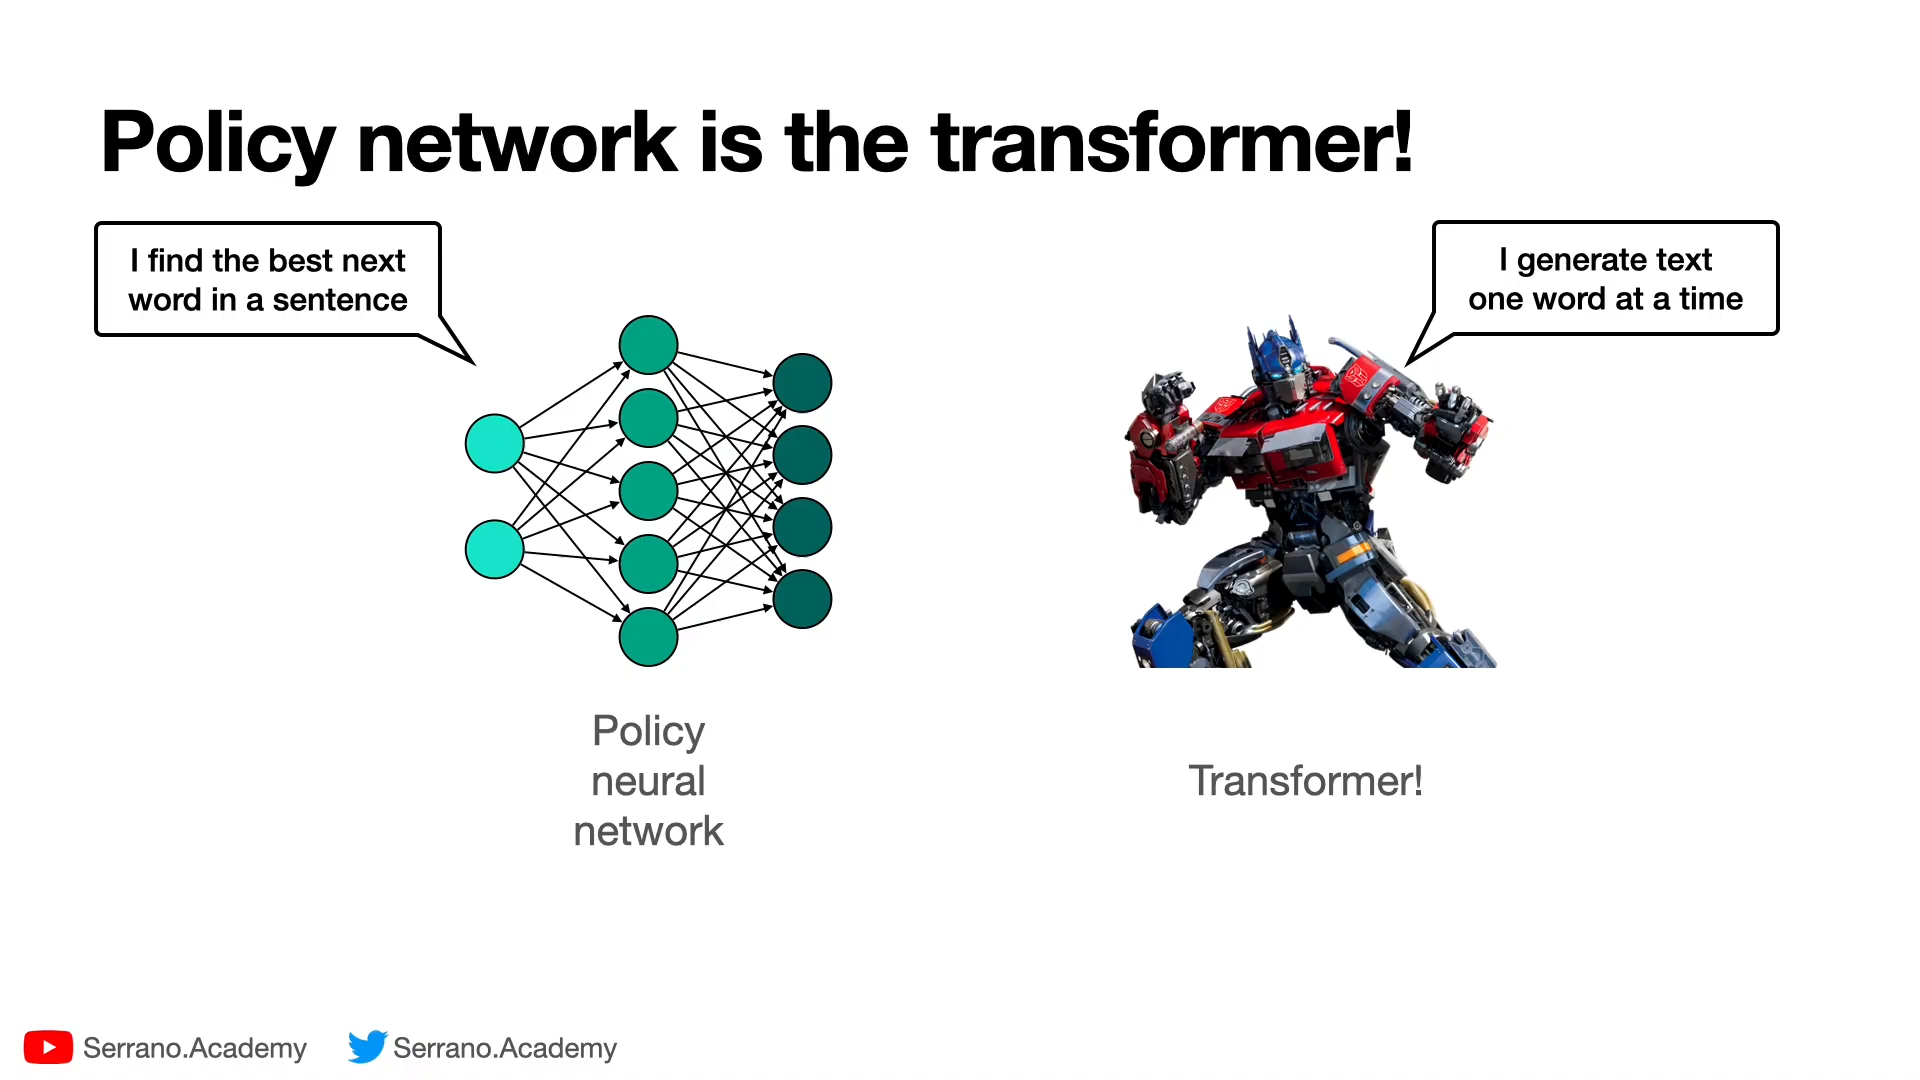 Policy network is the transformer!
I find the best next
word in a sentence
I generate text
one word at a time
Policy
neural
network
Transformer!
Serrano.Academy
Serrano.Academy